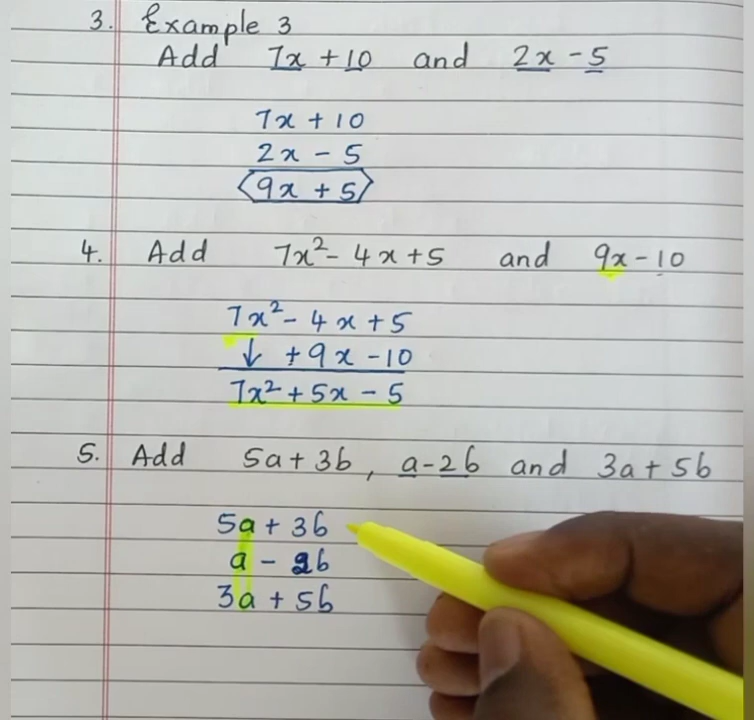 3. Example 3
Add 7x + 10 and 2x - 5
7x + 10
2x - 5
9x + 5
4. Add 7x² - 4x + 5 and 9x - 10
7x² - 4x + 5
↓ + 9x - 10
7x² + 5x - 5
5. Add 5a + 3b, a - 2b and 3a + 5b
5a + 3b
a - 2b
3a + 5b